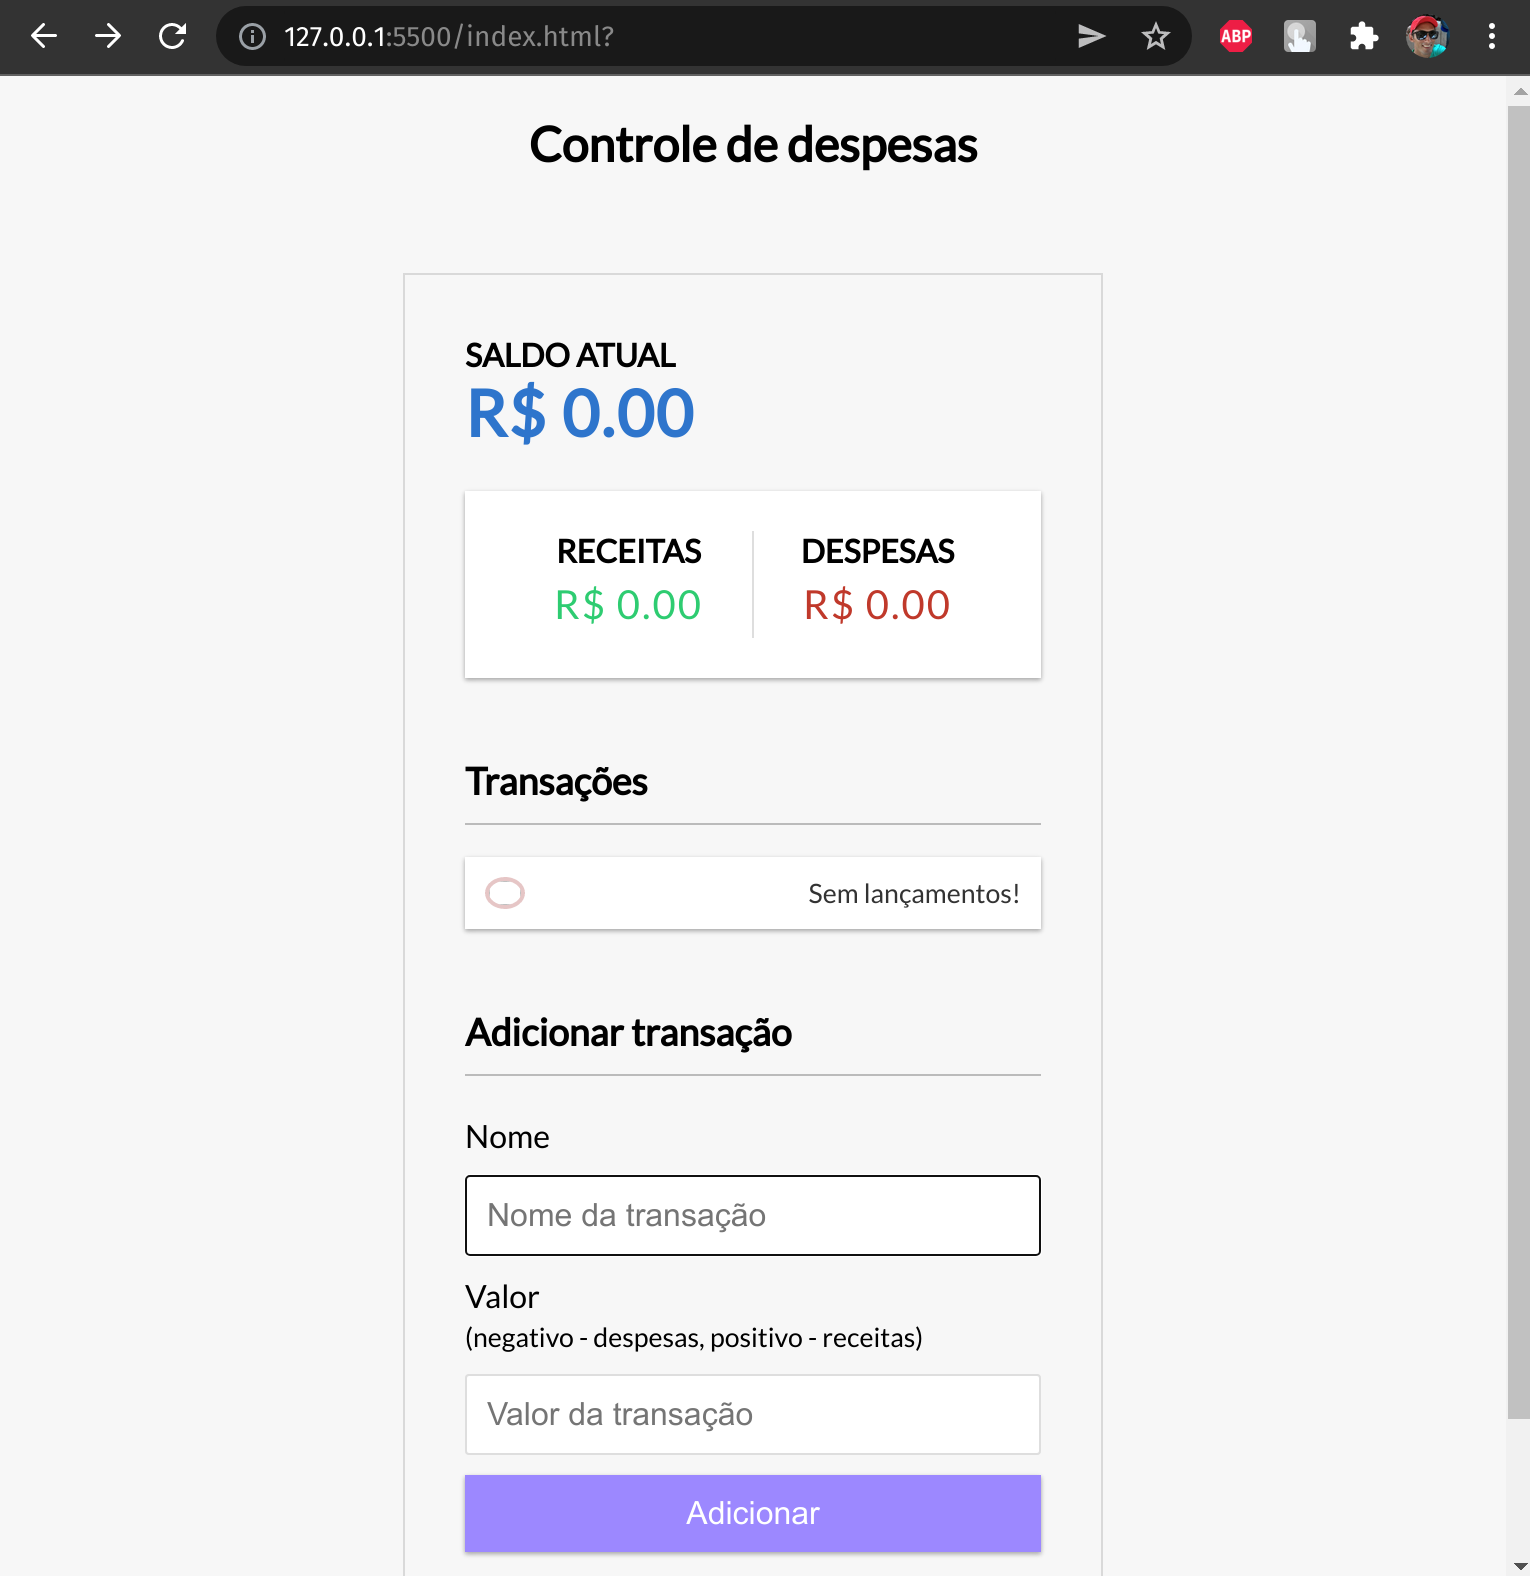 127.0.0.1:5500/index.html?
ABP
Controle de despesas
SALDO ATUAL
R$ 0.00
RECEITAS
R$ 0.00
DESPESAS
R$ 0.00
Transações
Sem lançamentos!
Adicionar transação
Nome
Nome da transação
Valor
(negativo - despesas, positivo - receitas)
Valor da transação
Adicionar